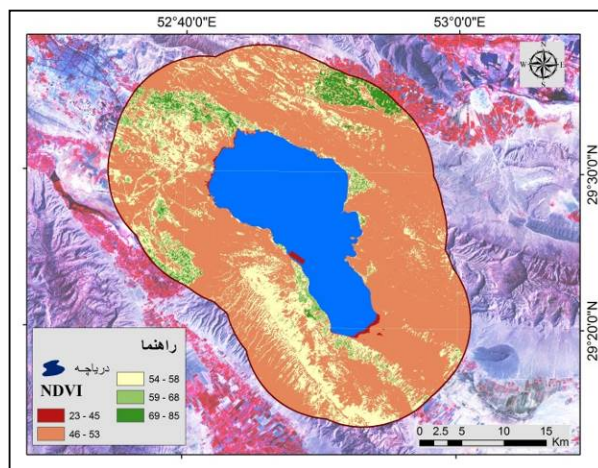 52°40'0"E
53°0'0"E
N
W
E
S
29°30'0"N
29°20'0"N
راهنما
دریاچه
NDVI
23 - 45
46 - 53
54 - 58
59 - 68
69 - 85
0 2.5 5 10 15
Km